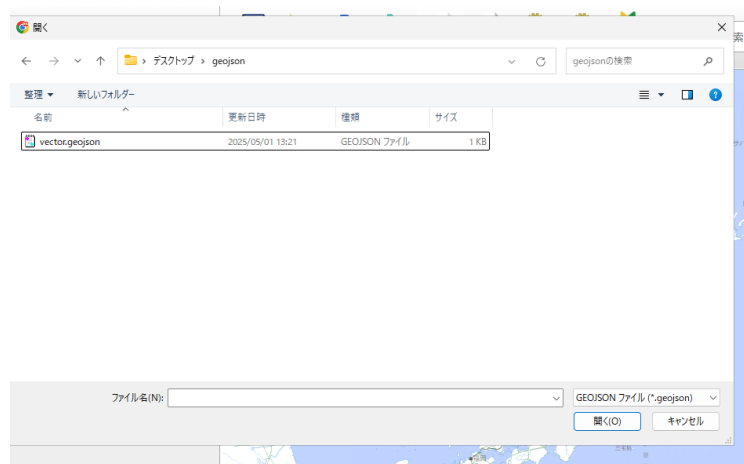 開く
デスクトップ › geojson
geojsonの検索
整理 新しいフォルダー
名前 更新日時 種類 サイズ
vector.geojson 2025/05/01 13:21 GEOJSON ファイル 1 KB
ファイル名(N): GEOJSON ファイル (*.geojson)
開く(O) キャンセル
索